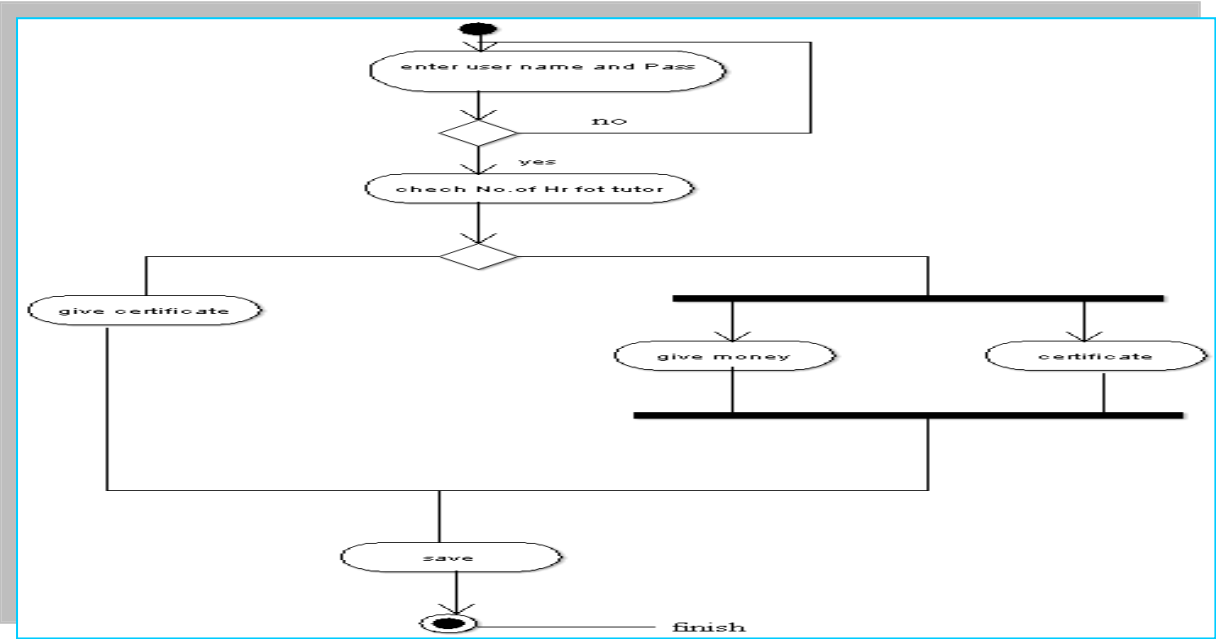 enter user name and Pass
no
yes
chech No.of Hr fot tutor
give certificate
give money
certificate
save
finish